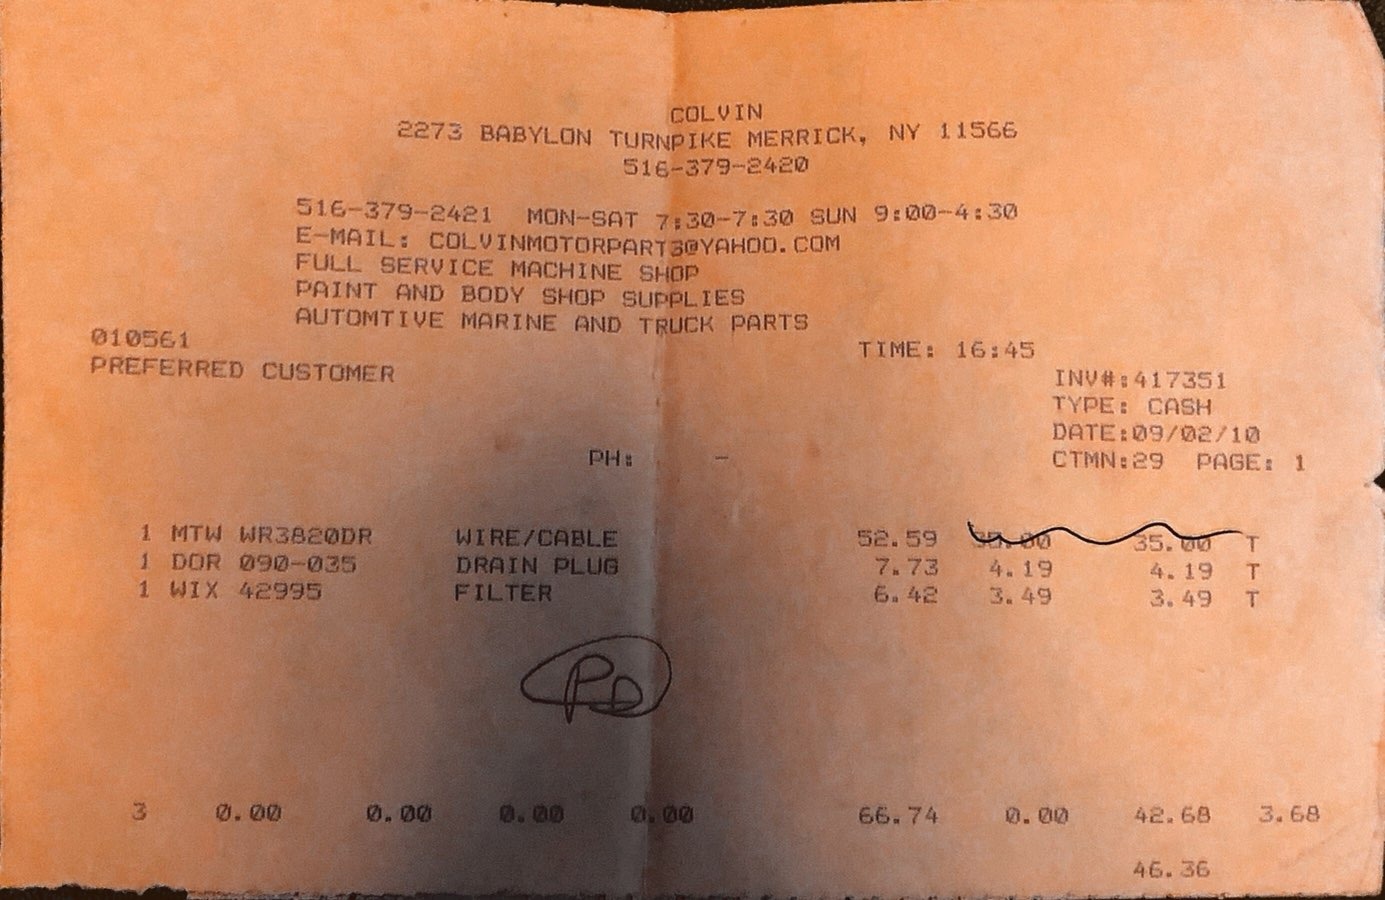 COLVIN
2273 BABYLON TURNPIKE MERRICK, NY 11566
516-379-2420
516-379-2421 MON-SAT 7:30-7:30 SUN 9:00-4:30
E-MAIL: COLVINMOTORPARTS@YAHOO.COM
FULL SERVICE MACHINE SHOP
PAINT AND BODY SHOP SUPPLIES
AUTOMTIVE MARINE AND TRUCK PARTS
010561 TIME: 16:45
PREFERRED CUSTOMER INV#:417351
TYPE: CASH
DATE:09/02/10
PH: - CTMN:29 PAGE: 1
1 MTW WR3820DR WIRE/CABLE 52.59 35.00 35.00 T
1 DOR 090-035 DRAIN PLUG 7.73 4.19 4.19 T
1 WIX 42995 FILTER 6.42 3.49 3.49 T
PD
3 0.00 0.00 0.00 0.00 66.74 0.00 42.68 3.68
46.36